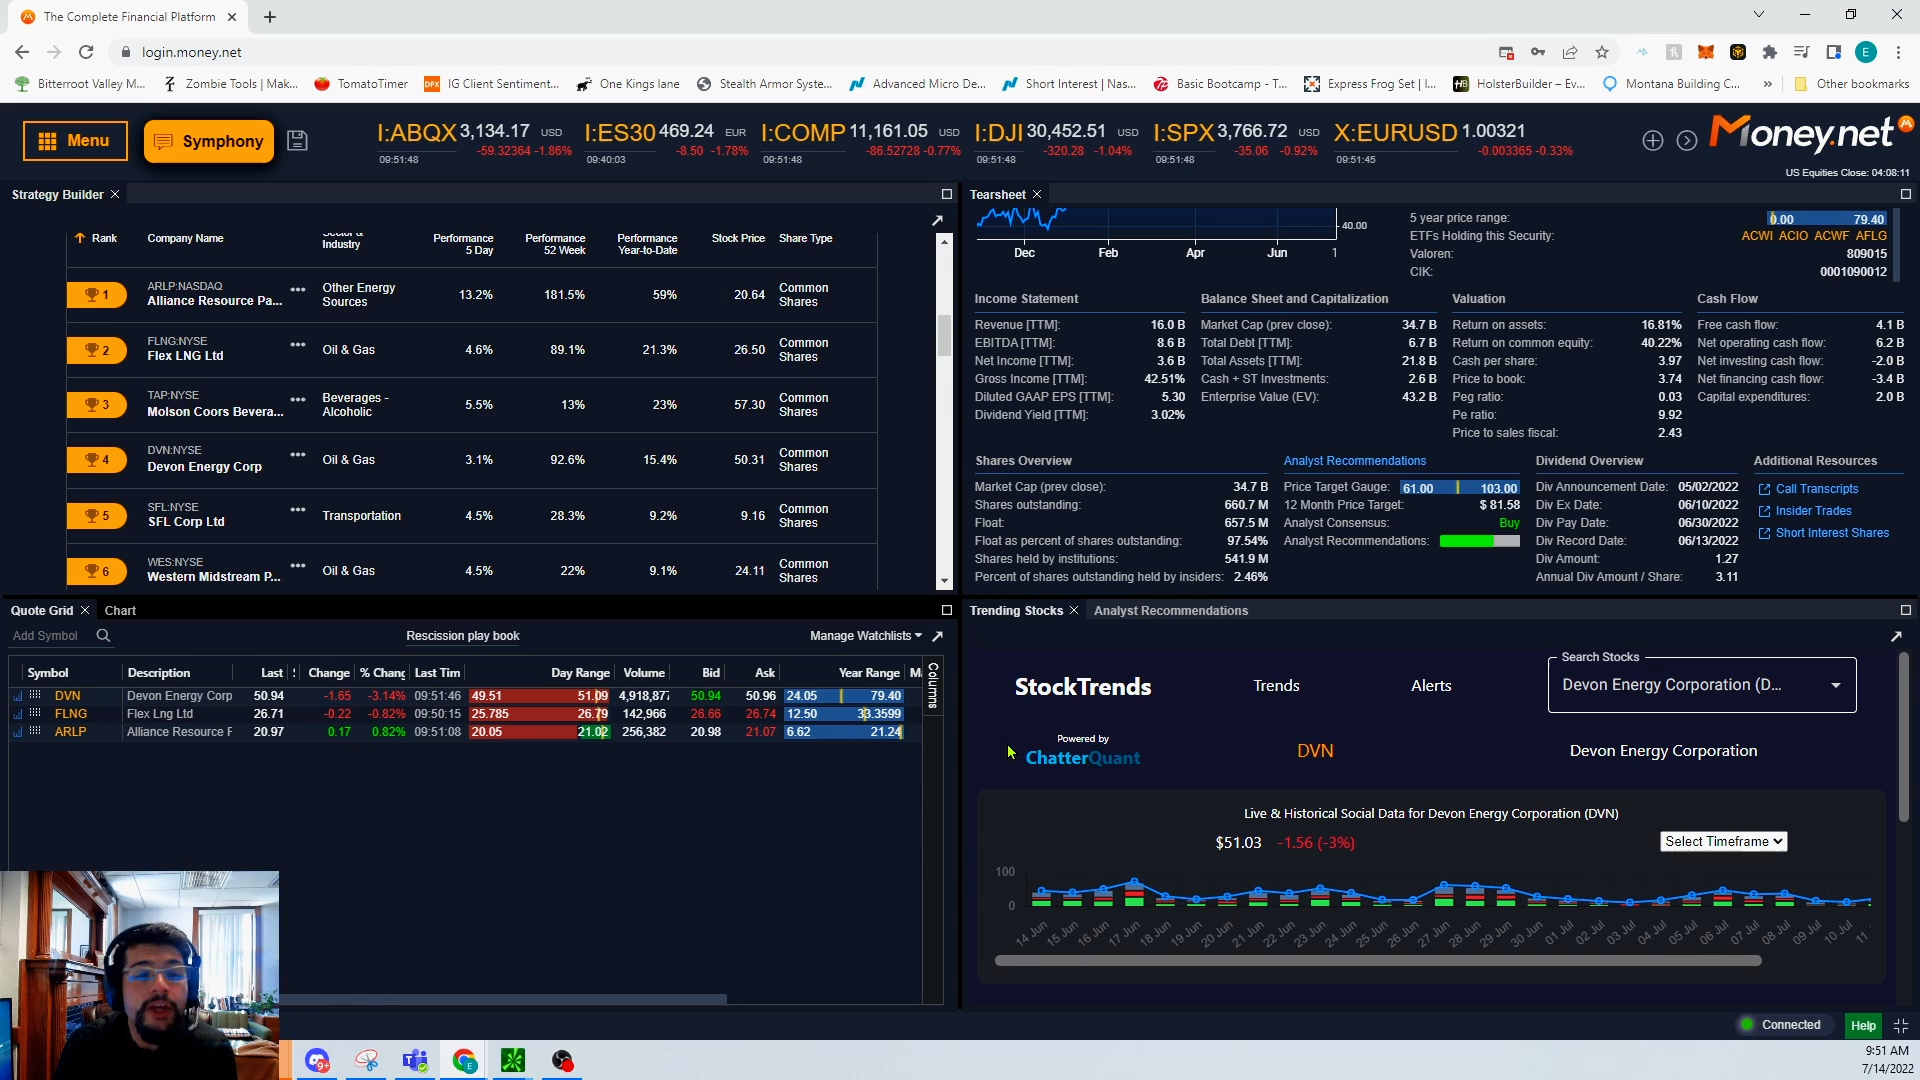 The Complete Financial Platform
login.money.net
Bitterroot Valley M...
Zombie Tools | Mak...
TomatoTimer
IG Client Sentiment...
One Kings lane
Stealth Armor Syste...
Advanced Micro De...
Short Interest | Nas...
Basic Bootcamp - T...
Express Frog Set | I...
HolsterBuilder – Ev...
Montana Building C...
Other bookmarks
Menu
Symphony
I:ABQX 3,134.17 USD
-59.32364 -1.86%
09:51:48
I:ES30 469.24 EUR
-8.50 -1.78%
09:40:03
I:COMP 11,161.05 USD
-86.52728 -0.77%
09:51:48
I:DJI 30,452.51 USD
-320.28 -1.04%
09:51:48
I:SPX 3,766.72 USD
-35.06 -0.92%
09:51:48
X:EURUSD 1.00321
-0.003365 -0.33%
09:51:45
Money.net
US Equities Close: 04:08:11
Strategy Builder
Rank Company Name Sector & Industry Performance 5 Day Performance 52 Week Performance Year-to-Date Stock Price Share Type
1 ARLP:NASDAQ Alliance Resource Pa... Other Energy Sources 13.2% 181.5% 59% 20.64 Common Shares
2 FLNG:NYSE Flex LNG Ltd Oil & Gas 4.6% 89.1% 21.3% 26.50 Common Shares
3 TAP:NYSE Molson Coors Bevera... Beverages - Alcoholic 5.5% 13% 23% 57.30 Common Shares
4 DVN:NYSE Devon Energy Corp Oil & Gas 3.1% 92.6% 15.4% 50.31 Common Shares
5 SFL:NYSE SFL Corp Ltd Transportation 4.5% 28.3% 9.2% 9.16 Common Shares
6 WES:NYSE Western Midstream P... Oil & Gas 4.5% 22% 9.1% 24.11 Common Shares
Tearsheet
40.00
Dec Feb Apr Jun 1
5 year price range: 0.00 79.40
ETFs Holding this Security: ACWI ACIO ACWF AFLG
Valoren: 809015
CIK: 0001090012
Income Statement
Revenue [TTM]: 16.0 B
EBITDA [TTM]: 8.6 B
Net Income [TTM]: 3.6 B
Gross Income [TTM]: 42.51%
Diluted GAAP EPS [TTM]: 5.30
Dividend Yield [TTM]: 3.02%
Balance Sheet and Capitalization
Market Cap (prev close): 34.7 B
Total Debt [TTM]: 6.7 B
Total Assets [TTM]: 21.8 B
Cash + ST Investments: 2.6 B
Enterprise Value (EV): 43.2 B
Valuation
Return on assets: 16.81%
Return on common equity: 40.22%
Cash per share: 3.97
Price to book: 3.74
Peg ratio: 0.03
Pe ratio: 9.92
Price to sales fiscal: 2.43
Cash Flow
Free cash flow: 4.1 B
Net operating cash flow: 6.2 B
Net investing cash flow: -2.0 B
Net financing cash flow: -3.4 B
Capital expenditures: 2.0 B
Shares Overview
Market Cap (prev close): 34.7 B
Shares outstanding: 660.7 M
Float: 657.5 M
Float as percent of shares outstanding: 97.54%
Shares held by institutions: 541.9 M
Percent of shares outstanding held by insiders: 2.46%
Analyst Recommendations
Price Target Gauge: 61.00 103.00
12 Month Price Target: $ 81.58
Analyst Consensus: Buy
Analyst Recommendations:
Dividend Overview
Div Announcement Date: 05/02/2022
Div Ex Date: 06/10/2022
Div Pay Date: 06/30/2022
Div Record Date: 06/13/2022
Div Amount: 1.27
Annual Div Amount / Share: 3.11
Additional Resources
Call Transcripts
Insider Trades
Short Interest Shares
Quote Grid
Chart
Add Symbol
Rescission play book
Manage Watchlists
Symbol Description Last Change % Chang Last Tim Day Range Volume Bid Ask Year Range M
DVN Devon Energy Corp 50.94 -1.65 -3.14% 09:51:46 49.51 51.09 4,918,877 50.94 50.96 24.05 79.40
FLNG Flex Lng Ltd 26.71 -0.22 -0.82% 09:50:15 25.785 26.79 142,966 26.66 26.74 12.50 33.3599
ARLP Alliance Resource F 20.97 0.17 0.82% 09:51:08 20.05 21.02 256,382 20.98 21.07 6.62 21.24
Columns
Trending Stocks
Analyst Recommendations
StockTrends
Trends
Alerts
Search Stocks
Devon Energy Corporation (D...
Powered by
ChatterQuant
DVN
Devon Energy Corporation
Live & Historical Social Data for Devon Energy Corporation (DVN)
$51.03 -1.56 (-3%)
Select Timeframe
100
0
14 Jun 15 Jun 16 Jun 17 Jun 18 Jun 19 Jun 20 Jun 21 Jun 22 Jun 23 Jun 24 Jun 25 Jun 26 Jun 27 Jun 28 Jun 29 Jun 30 Jun 01 Jul 02 Jul 03 Jul 04 Jul 05 Jul 06 Jul 07 Jul 08 Jul 09 Jul 10 Jul 11
Connected
Help
9:51 AM
7/14/2022